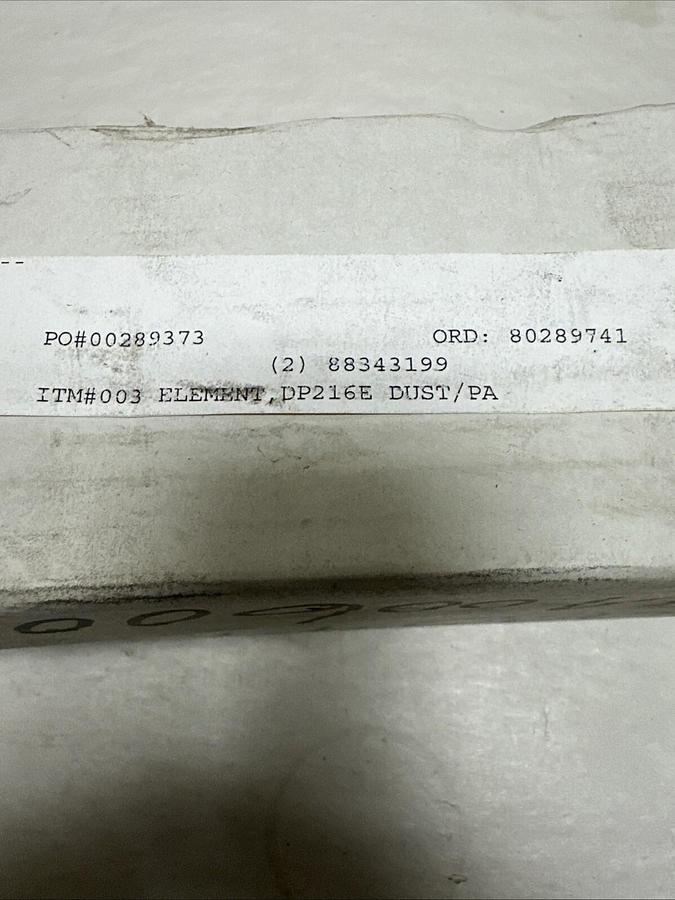 --
PO#00289373 ORD: 80289741
(2) 88343199
ITM#003 ELEMENT,DP216E DUST/PA